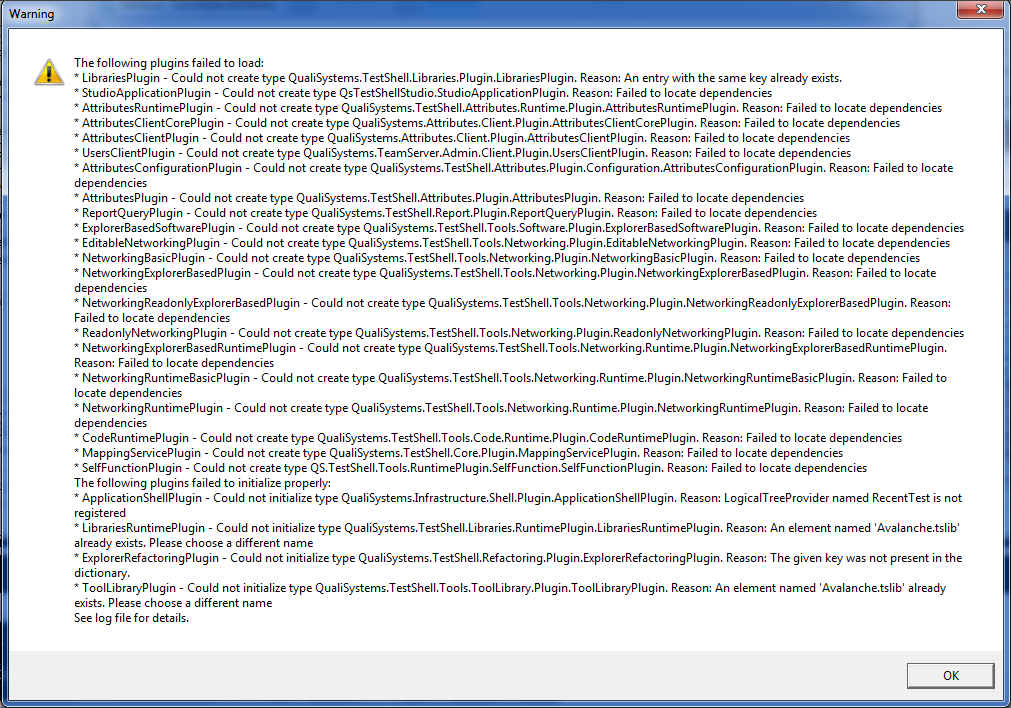 Warning
The following plugins failed to load:
* LibrariesPlugin - Could not create type QualiSystems.TestShell.Libraries.Plugin.LibrariesPlugin. Reason: An entry with the same key already exists.
* StudioApplicationPlugin - Could not create type QsTestShellStudio.StudioApplicationPlugin. Reason: Failed to locate dependencies
* AttributesRuntimePlugin - Could not create type QualiSystems.TestShell.Attributes.Runtime.Plugin.AttributesRuntimePlugin. Reason: Failed to locate dependencies
* AttributesClientCorePlugin - Could not create type QualiSystems.Attributes.Client.Plugin.AttributesClientCorePlugin. Reason: Failed to locate dependencies
* AttributesClientPlugin - Could not create type QualiSystems.Attributes.Client.Plugin.AttributesClientPlugin. Reason: Failed to locate dependencies
* UsersClientPlugin - Could not create type QualiSystems.TeamServer.Admin.Client.Plugin.UsersClientPlugin. Reason: Failed to locate dependencies
* AttributesConfigurationPlugin - Could not create type QualiSystems.TestShell.Attributes.Plugin.Configuration.AttributesConfigurationPlugin. Reason: Failed to locate
dependencies
* AttributesPlugin - Could not create type QualiSystems.TestShell.Attributes.Plugin.AttributesPlugin. Reason: Failed to locate dependencies
* ReportQueryPlugin - Could not create type QualiSystems.TestShell.Report.Plugin.ReportQueryPlugin. Reason: Failed to locate dependencies
* ExplorerBasedSoftwarePlugin - Could not create type QualiSystems.TestShell.Tools.Software.Plugin.ExplorerBasedSoftwarePlugin. Reason: Failed to locate dependencies
* EditableNetworkingPlugin - Could not create type QualiSystems.TestShell.Tools.Networking.Plugin.EditableNetworkingPlugin. Reason: Failed to locate dependencies
* NetworkingBasicPlugin - Could not create type QualiSystems.TestShell.Tools.Networking.Plugin.NetworkingBasicPlugin. Reason: Failed to locate dependencies
* NetworkingExplorerBasedPlugin - Could not create type QualiSystems.TestShell.Tools.Networking.Plugin.NetworkingExplorerBasedPlugin. Reason: Failed to locate
dependencies
* NetworkingReadonlyExplorerBasedPlugin - Could not create type QualiSystems.TestShell.Tools.Networking.Plugin.NetworkingReadonlyExplorerBasedPlugin. Reason:
Failed to locate dependencies
* ReadonlyNetworkingPlugin - Could not create type QualiSystems.TestShell.Tools.Networking.Plugin.ReadonlyNetworkingPlugin. Reason: Failed to locate dependencies
* NetworkingExplorerBasedRuntimePlugin - Could not create type QualiSystems.TestShell.Tools.Networking.Runtime.Plugin.NetworkingExplorerBasedRuntimePlugin.
Reason: Failed to locate dependencies
* NetworkingRuntimeBasicPlugin - Could not create type QualiSystems.TestShell.Tools.Networking.Runtime.Plugin.NetworkingRuntimeBasicPlugin. Reason: Failed to
locate dependencies
* NetworkingRuntimePlugin - Could not create type QualiSystems.TestShell.Tools.Networking.Runtime.Plugin.NetworkingRuntimePlugin. Reason: Failed to locate
dependencies
* CodeRuntimePlugin - Could not create type QualiSystems.TestShell.Tools.Code.Runtime.Plugin.CodeRuntimePlugin. Reason: Failed to locate dependencies
* MappingServicePlugin - Could not create type QualiSystems.TestShell.Core.Plugin.MappingServicePlugin. Reason: Failed to locate dependencies
* SelfFunctionPlugin - Could not create type QS.TestShell.Tools.RuntimePlugin.SelfFunction.SelfFunctionPlugin. Reason: Failed to locate dependencies
The following plugins failed to initialize properly:
* ApplicationShellPlugin - Could not initialize type QualiSystems.Infrastructure.Shell.Plugin.ApplicationShellPlugin. Reason: LogicalTreeProvider named RecentTest is not
registered
* LibrariesRuntimePlugin - Could not initialize type QualiSystems.TestShell.Libraries.RuntimePlugin.LibrariesRuntimePlugin. Reason: An element named 'Avalanche.tslib'
already exists. Please choose a different name
* ExplorerRefactoringPlugin - Could not initialize type QualiSystems.TestShell.Refactoring.Plugin.ExplorerRefactoringPlugin. Reason: The given key was not present in the
dictionary.
* ToolLibraryPlugin - Could not initialize type QualiSystems.TestShell.Tools.ToolLibrary.Plugin.ToolLibraryPlugin. Reason: An element named 'Avalanche.tslib' already
exists. Please choose a different name
See log file for details.
OK